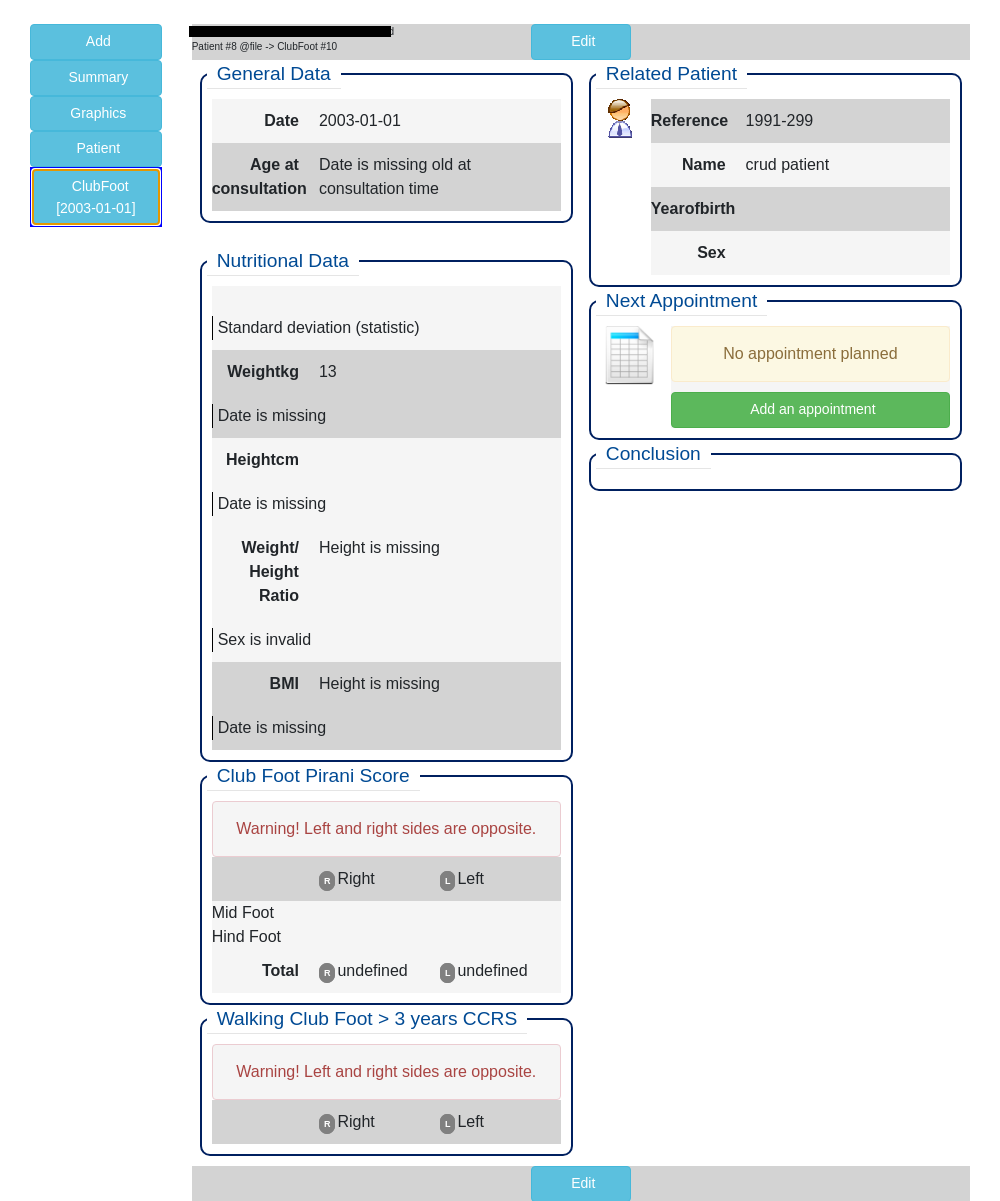 Add
Summary
Graphics
Patient
ClubFoot
[2003-01-01]
Patient #8 @file -> ClubFoot #10
Edit
General Data
Date 2003-01-01
Age at Date is missing old at
consultation consultation time
Nutritional Data
Standard deviation (statistic)
Weightkg 13
Date is missing
Heightcm
Date is missing
Weight/ Height is missing
Height
Ratio
Sex is invalid
BMI Height is missing
Date is missing
Club Foot Pirani Score
Warning! Left and right sides are opposite.
R Right L Left
Mid Foot
Hind Foot
Total R undefined L undefined
Walking Club Foot > 3 years CCRS
Warning! Left and right sides are opposite.
R Right L Left
Related Patient
Reference 1991-299
Name crud patient
Yearofbirth
Sex
Next Appointment
No appointment planned
Add an appointment
Conclusion
Edit